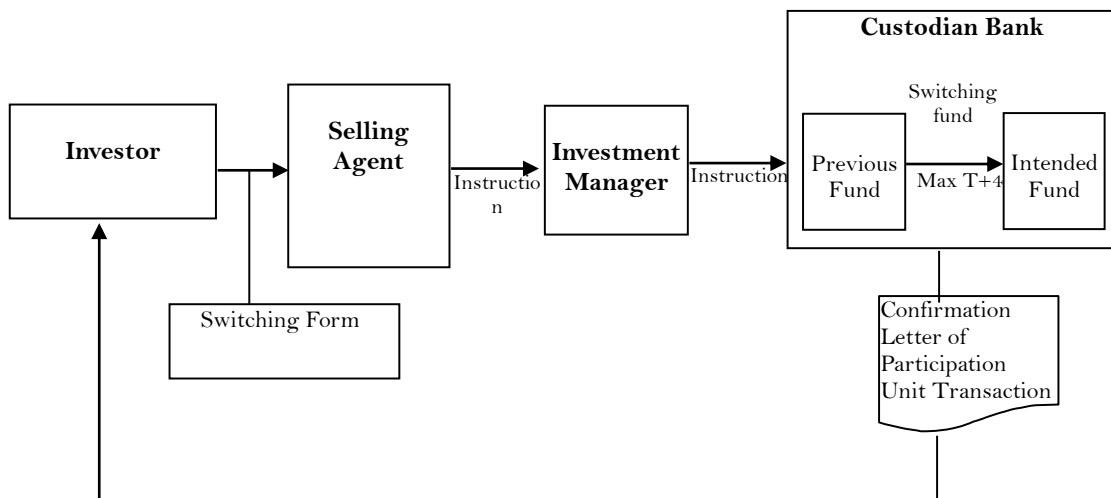 Custodian Bank
Investor
Selling
Agent
Instructio
n
Investment
Manager
Instruction
Switching
fund
Previous
Fund
Max T+4
Intended
Fund
Switching Form
Confirmation
Letter of
Participation
Unit Transaction